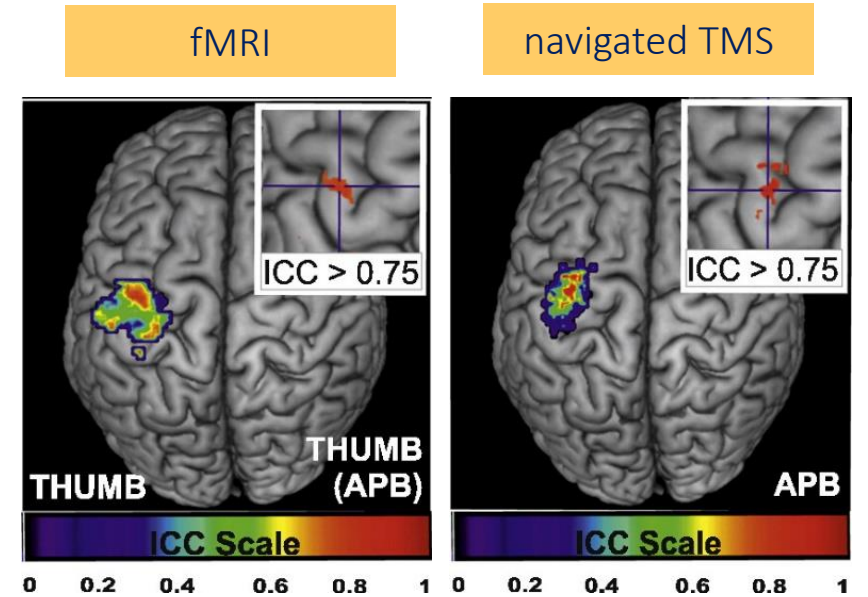 fMRI
navigated TMS
ICC > 0.75
ICC > 0.75
THUMB
THUMB
(APB)
APB
ICC Scale
ICC Scale
0 0.2 0.4 0.6 0.8 1
0 0.2 0.4 0.6 0.8 1